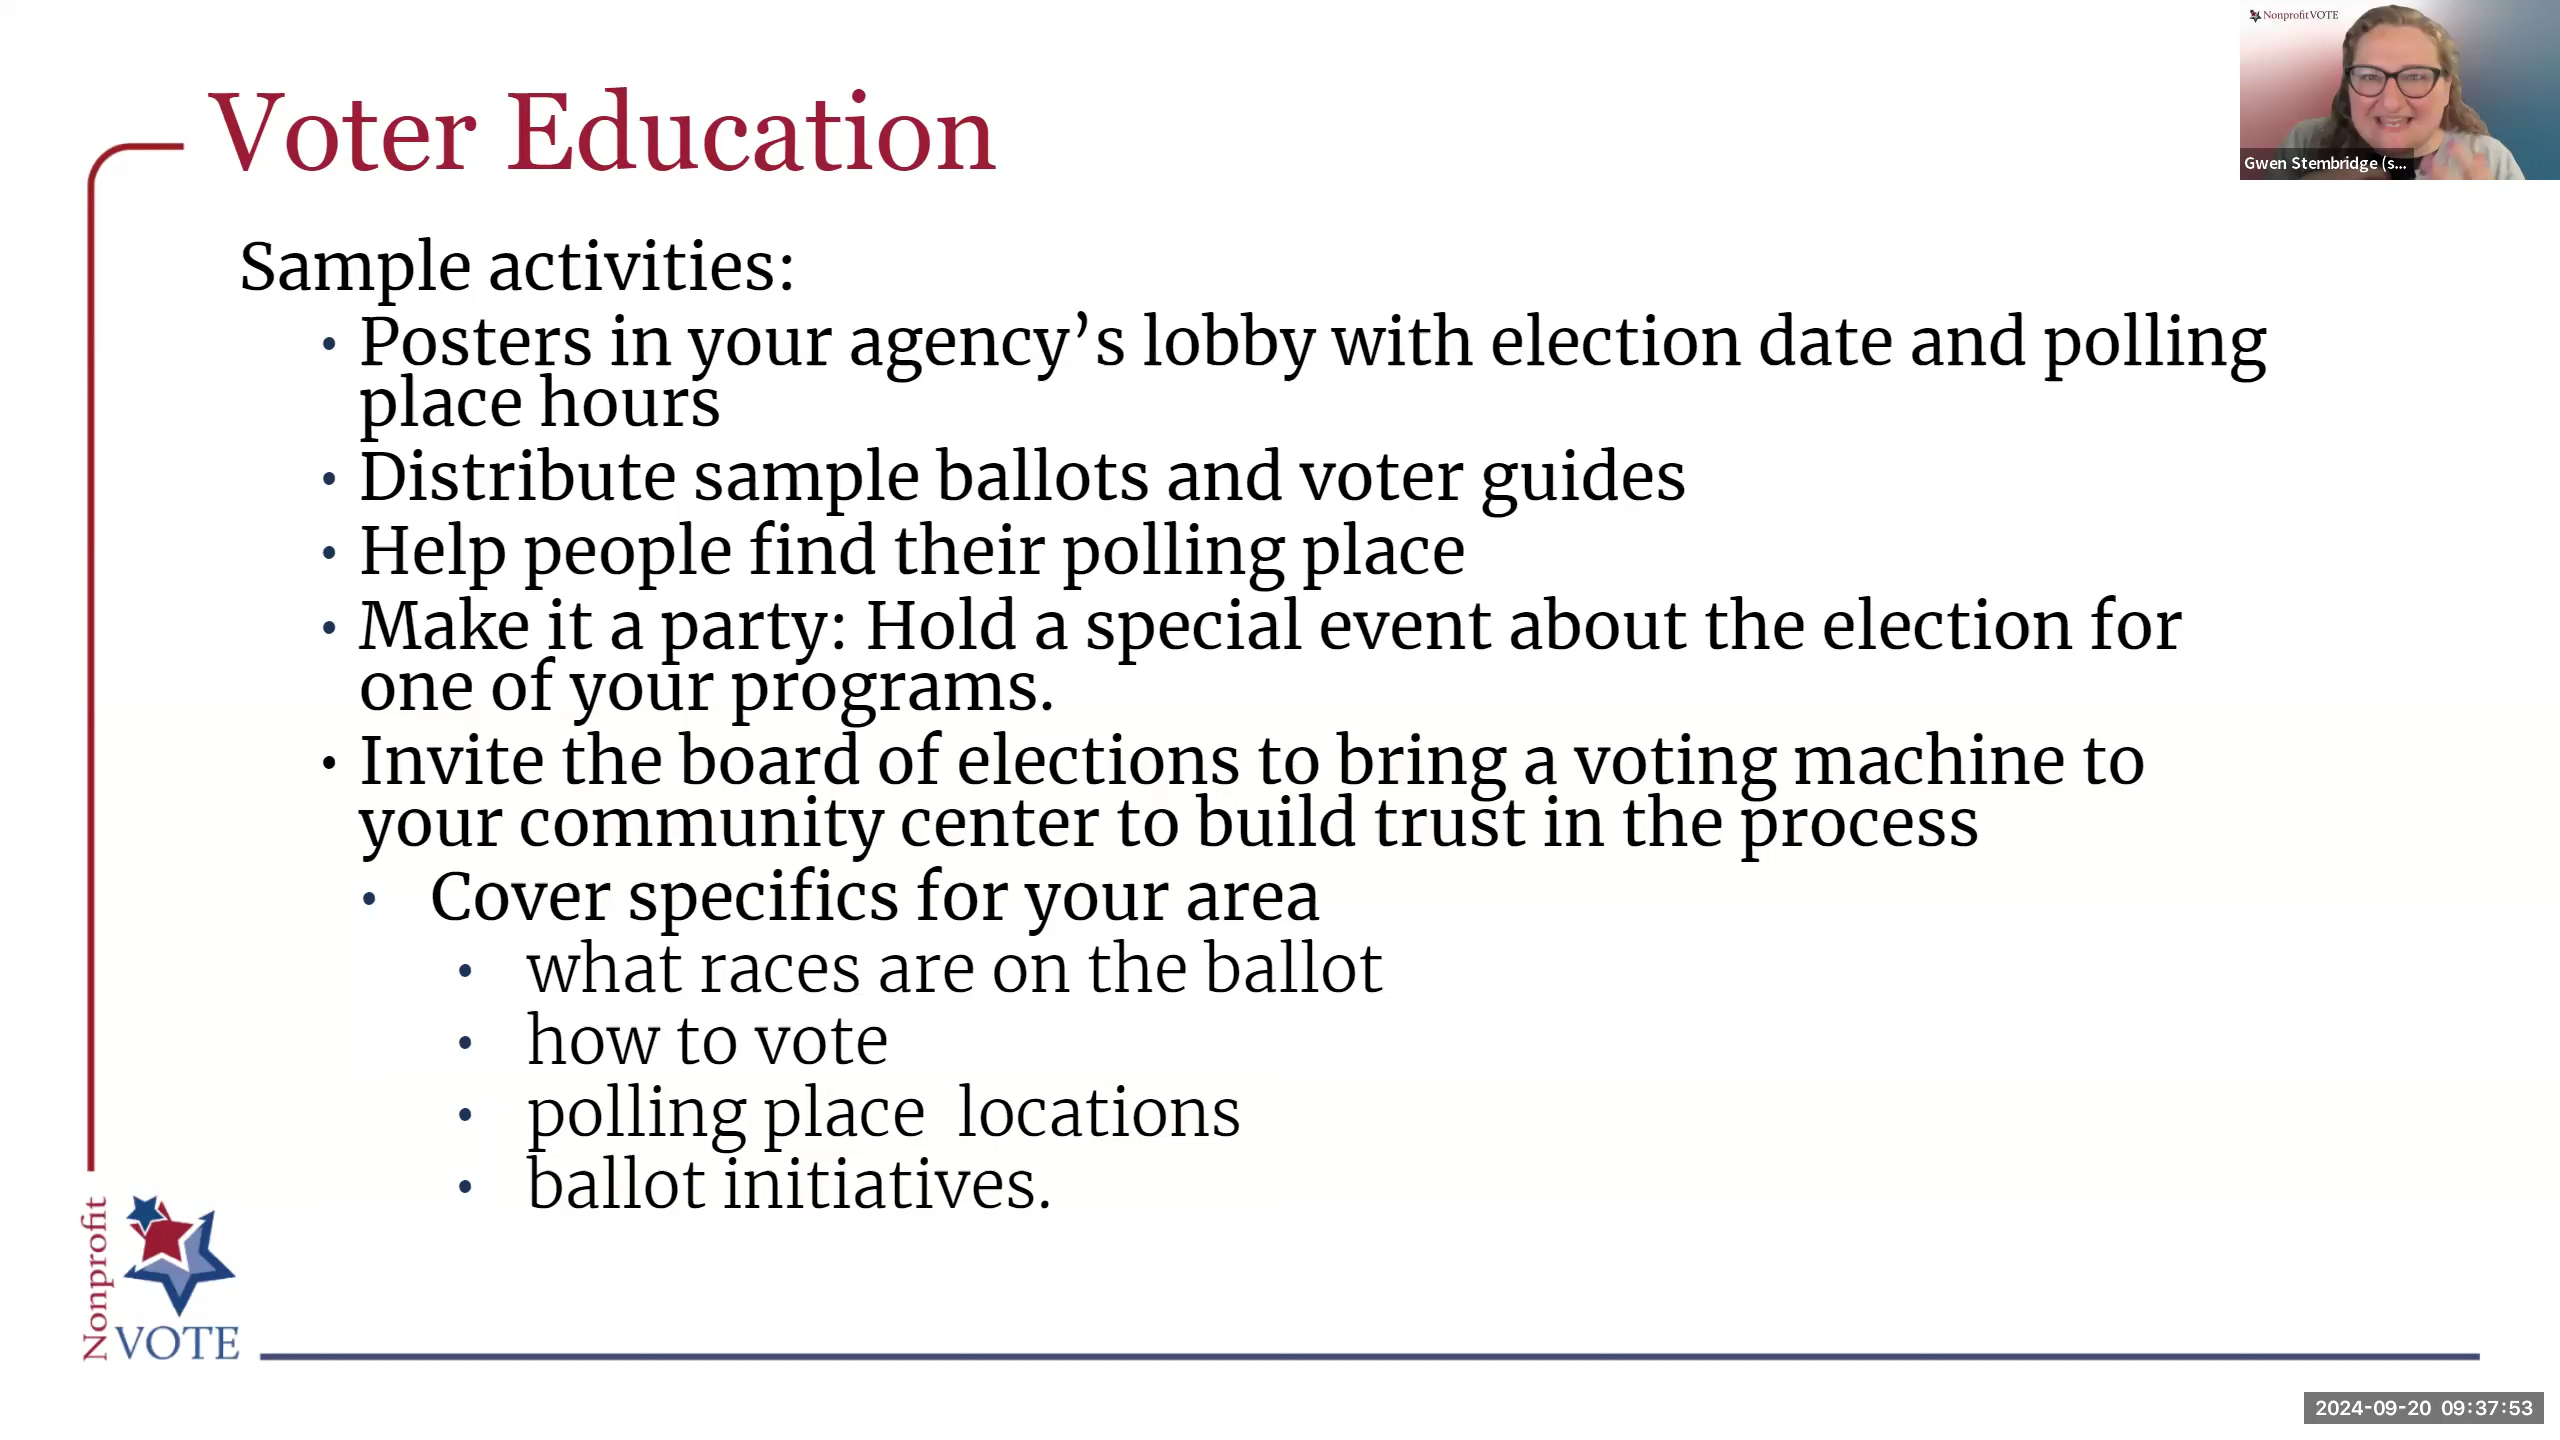 NonprofitVOTE
Gwen Stembridge (s...
Voter Education
Sample activities:
• Posters in your agency’s lobby with election date and polling
place hours
• Distribute sample ballots and voter guides
• Help people find their polling place
• Make it a party: Hold a special event about the election for
one of your programs.
• Invite the board of elections to bring a voting machine to
your community center to build trust in the process
• Cover specifics for your area
• what races are on the ballot
• how to vote
• polling place  locations
• ballot initiatives.
Nonprofit
VOTE
2024-09-20 09:37:53